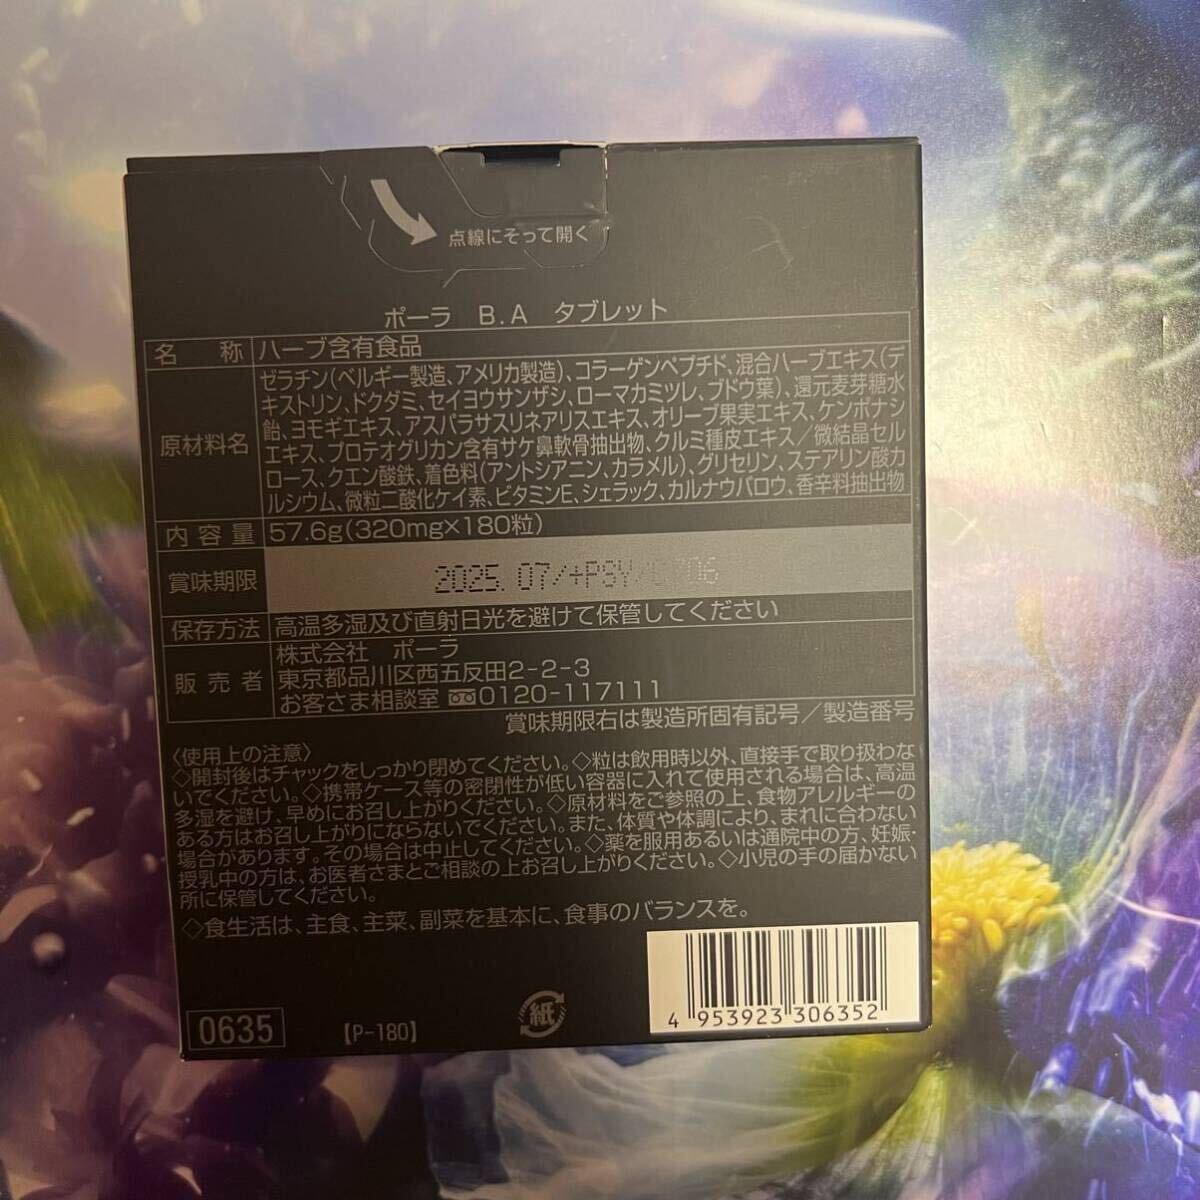 点線にそって開く
ポーラ B.A タブレット
名 称 ハーブ含有食品
原材料名 ゼラチン(ベルギー製造、アメリカ製造)、コラーゲンペプチド、混合ハーブエキス(デ
キストリン、ドクダミ、セイヨウサンザシ、ローマカミツレ、ブドウ葉)、還元麦芽糖水
飴、ヨモギエキス、アスパラサスリネアリスエキス、オリーブ果実エキス、ケンポナシ
エキス、プロテオグリカン含有サケ鼻軟骨抽出物、クルミ種皮エキス/微結晶セル
ロース、クエン酸鉄、着色料(アントシアニン、カラメル)、グリセリン、ステアリン酸カ
ルシウム、微粒二酸化ケイ素、ビタミンE、シェラック、カルナウバロウ、香辛料抽出物
内容量 57.6g(320mg×180粒)
賞味期限 2025.07/+PSY/
保存方法 高温多湿及び直射日光を避けて保管してください
販売者 株式会社 ポーラ
東京都品川区西五反田2-2-3
お客さま相談室 0120-117111
賞味期限右は製造所固有記号/製造番号
〈使用上の注意〉
◇開封後はチャックをしっかり閉めてください。◇粒は飲用時以外、直接手で取り扱わな
いでください。◇携帯ケース等の密閉性が低い容器に入れて使用される場合は、高温
多湿を避け、早めにお召し上がりください。◇原材料をご参照の上、食物アレルギーの
ある方はお召し上がりにならないでください。また、体質や体調により、まれに合わない
場合があります。その場合は中止してください。◇薬を服用あるいは通院中の方、妊娠・
授乳中の方は、お医者さまとご相談の上お召し上がりください。◇小児の手の届かない
所に保管してください。
◇食生活は、主食、主菜、副菜を基本に、食事のバランスを。
0635
【P-180】
紙
4 953923 306352